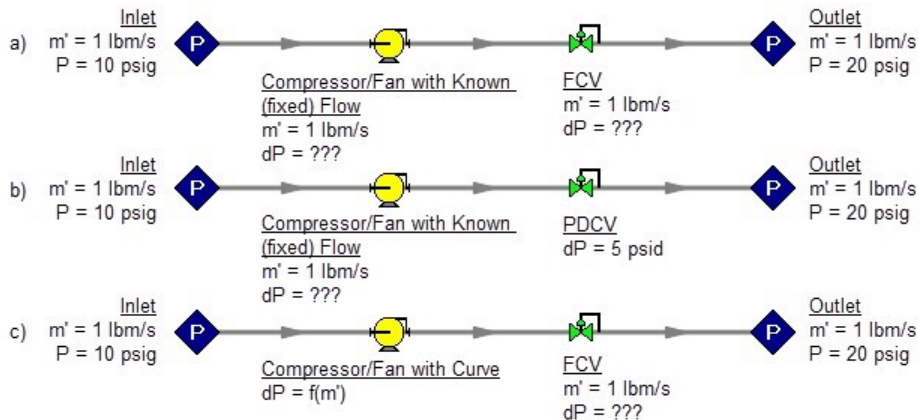 Inlet
a) m' = 1 lbm/s
P = 10 psig
P
Compressor/Fan with Known
(fixed) Flow
m' = 1 lbm/s
dP = ???
FCV
m' = 1 lbm/s
dP = ???
P
Outlet
m' = 1 lbm/s
P = 20 psig
Inlet
b) m' = 1 lbm/s
P = 10 psig
P
Compressor/Fan with Known
(fixed) Flow
m' = 1 lbm/s
dP = ???
PDCV
dP = 5 psid
P
Outlet
m' = 1 lbm/s
P = 20 psig
Inlet
c) m' = 1 lbm/s
P = 10 psig
P
Compressor/Fan with Curve
dP = f(m')
FCV
m' = 1 lbm/s
dP = ???
P
Outlet
m' = 1 lbm/s
P = 20 psig